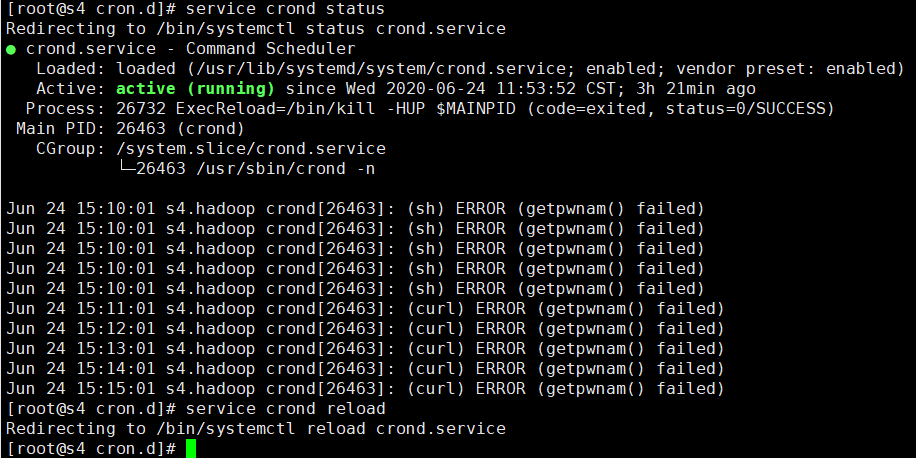 [root@s4 cron.d]# service crond status
Redirecting to /bin/systemctl status crond.service
● crond.service - Command Scheduler
   Loaded: loaded (/usr/lib/systemd/system/crond.service; enabled; vendor preset: enabled)
   Active: active (running) since Wed 2020-06-24 11:53:52 CST; 3h 21min ago
  Process: 26732 ExecReload=/bin/kill -HUP $MAINPID (code=exited, status=0/SUCCESS)
 Main PID: 26463 (crond)
   CGroup: /system.slice/crond.service
           └─26463 /usr/sbin/crond -n

Jun 24 15:10:01 s4.hadoop crond[26463]: (sh) ERROR (getpwnam() failed)
Jun 24 15:10:01 s4.hadoop crond[26463]: (sh) ERROR (getpwnam() failed)
Jun 24 15:10:01 s4.hadoop crond[26463]: (sh) ERROR (getpwnam() failed)
Jun 24 15:10:01 s4.hadoop crond[26463]: (sh) ERROR (getpwnam() failed)
Jun 24 15:10:01 s4.hadoop crond[26463]: (sh) ERROR (getpwnam() failed)
Jun 24 15:11:01 s4.hadoop crond[26463]: (curl) ERROR (getpwnam() failed)
Jun 24 15:12:01 s4.hadoop crond[26463]: (curl) ERROR (getpwnam() failed)
Jun 24 15:13:01 s4.hadoop crond[26463]: (curl) ERROR (getpwnam() failed)
Jun 24 15:14:01 s4.hadoop crond[26463]: (curl) ERROR (getpwnam() failed)
Jun 24 15:15:01 s4.hadoop crond[26463]: (curl) ERROR (getpwnam() failed)
[root@s4 cron.d]# service crond reload
Redirecting to /bin/systemctl reload crond.service
[root@s4 cron.d]#